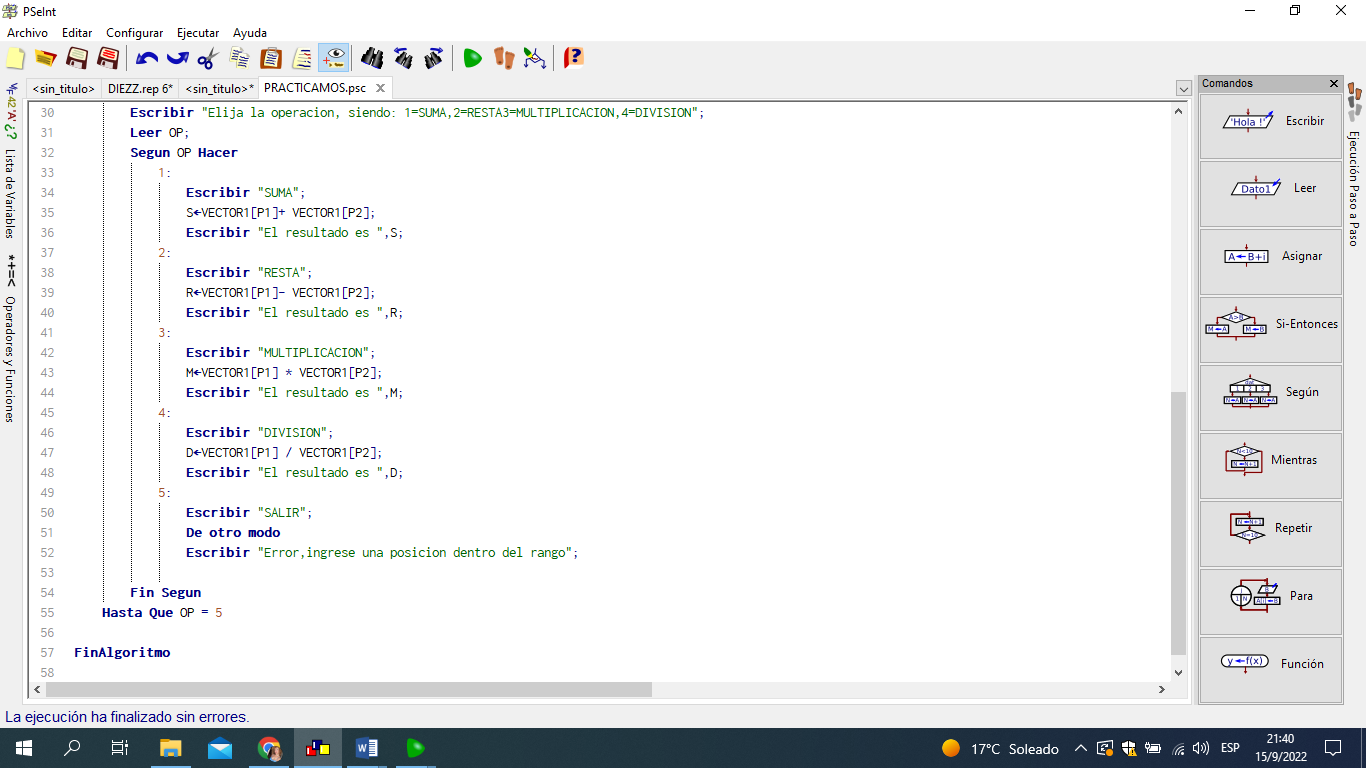 PSeInt
Archivo Editar Configurar Ejecutar Ayuda
<sin_titulo> DIEZZ.rep 6* <sin_titulo>* PRACTICAMOS.psc
30 Escribir "Elija la operacion, siendo: 1=SUMA,2=RESTA3=MULTIPLICACION,4=DIVISION";
31 Leer OP;
32 Segun OP Hacer
33 1:
34 Escribir "SUMA";
35 S←VECTOR1[P1]+ VECTOR1[P2];
36 Escribir "El resultado es ",S;
37 2:
38 Escribir "RESTA";
39 R←VECTOR1[P1]- VECTOR1[P2];
40 Escribir "El resultado es ",R;
41 3:
42 Escribir "MULTIPLICACION";
43 M←VECTOR1[P1] * VECTOR1[P2];
44 Escribir "El resultado es ",M;
45 4:
46 Escribir "DIVISION";
47 D←VECTOR1[P1] / VECTOR1[P2];
48 Escribir "El resultado es ",D;
49 5:
50 Escribir "SALIR";
51 De otro modo
52 Escribir "Error,ingrese una posicion dentro del rango";
53
54 Fin Segun
55 Hasta Que OP = 5
56
57 FinAlgoritmo
58
Lista de Variables
*+=<
Operadores y Funciones
Comandos
'Hola !' Escribir
Dato1 Leer
A←B+i Asignar
A>B M←A M←B Si-Entonces
Según
Mientras
Repetir
Para
y←f(x) Función
Ejecución Paso a Paso
La ejecución ha finalizado sin errores.
17°C Soleado
ESP
21:40
15/9/2022